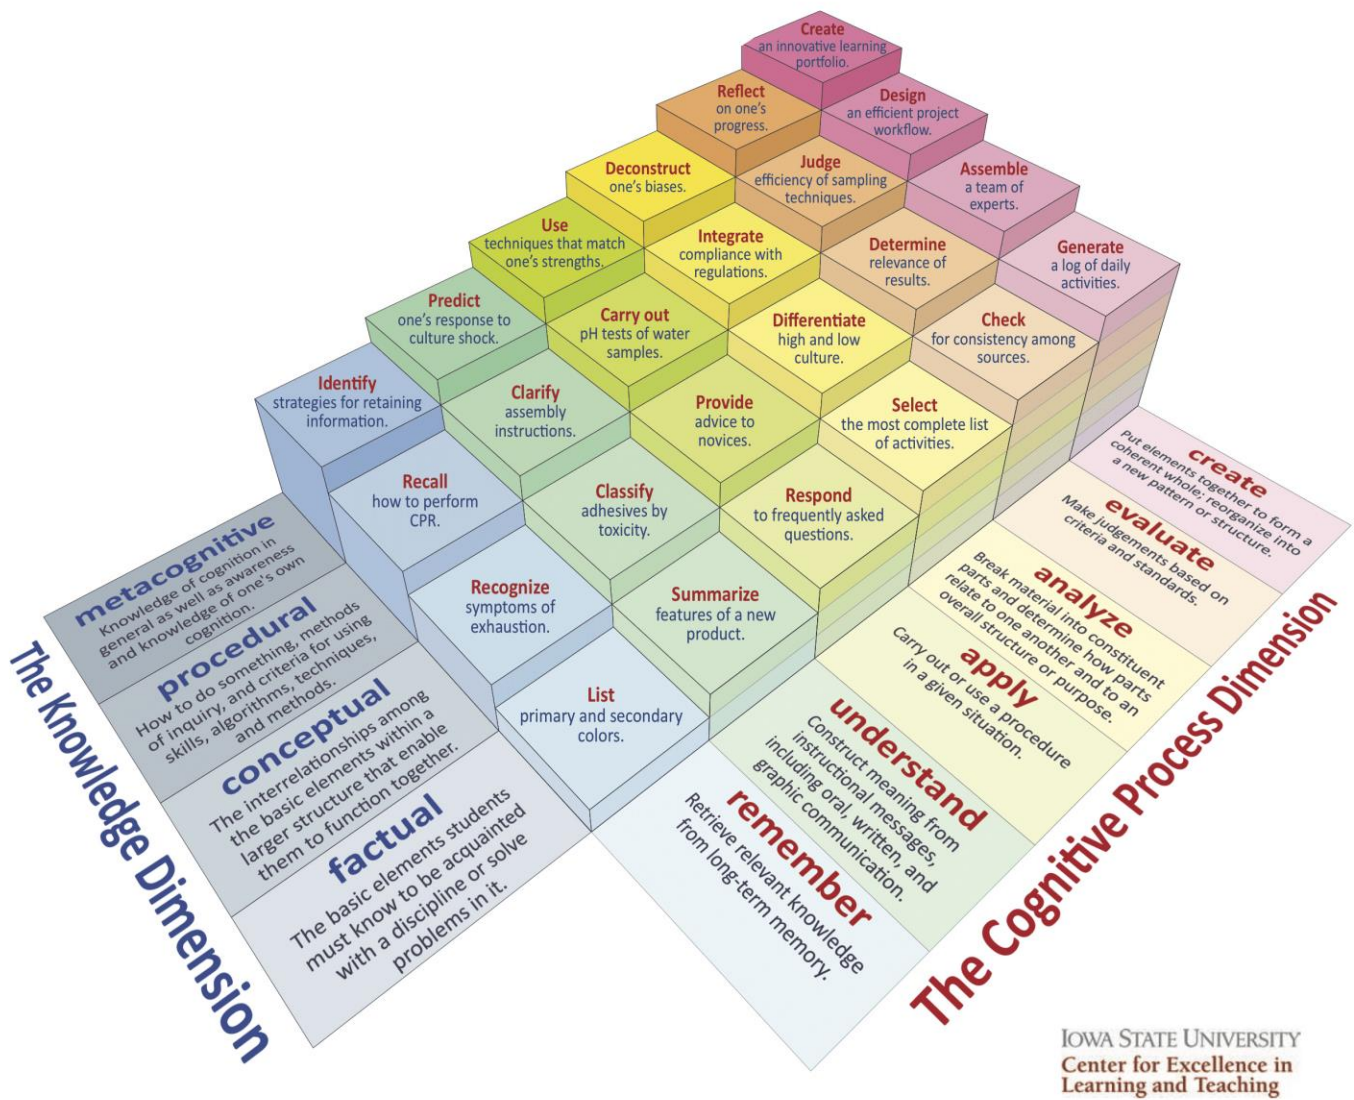 Create
an innovative learning
portfolio.
Reflect
on one's
progress.
Design
an efficient project
workflow.
Deconstruct
one's biases.
Judge
efficiency of sampling
techniques.
Assemble
a team of
experts.
Use
techniques that match
one's strengths.
Integrate
compliance with
regulations.
Determine
relevance of
results.
Generate
a log of daily
activities.
Predict
one's response to
culture shock.
Carry out
pH tests of water
samples.
Differentiate
high and low
culture.
Check
for consistency among
sources.
Identify
strategies for retaining
information.
Clarify
assembly
instructions.
Provide
advice to
novices.
Select
the most complete list
of activities.
Recall
how to perform
CPR.
Classify
adhesives by
toxicity.
Respond
to frequently asked
questions.
Recognize
symptoms of
exhaustion.
Summarize
features of a new
product.
List
primary and secondary
colors.
The Knowledge Dimension
metacognitive
Knowledge of cognition in
general as well as awareness
and knowledge of one's own
cognition.
procedural
How to do something, methods
of inquiry, and criteria for using
skills, algorithms, techniques,
and methods.
conceptual
The interrelationships among
the basic elements within a
larger structure that enable
them to function together.
factual
The basic elements students
must know to be acquainted
with a discipline or solve
problems in it.
The Cognitive Process Dimension
create
Put elements together to form a
coherent whole; reorganize into
a new pattern or structure.
evaluate
Make judgements based on
criteria and standards.
analyze
Break material into constituent
parts and determine how parts
relate to one another and to an
overall structure or purpose.
apply
Carry out or use a procedure
in a given situation.
understand
Construct meaning from
instructional messages,
including oral, written, and
graphic communication.
remember
Retrieve relevant knowledge
from long-term memory.
IOWA STATE UNIVERSITY
Center for Excellence in
Learning and Teaching